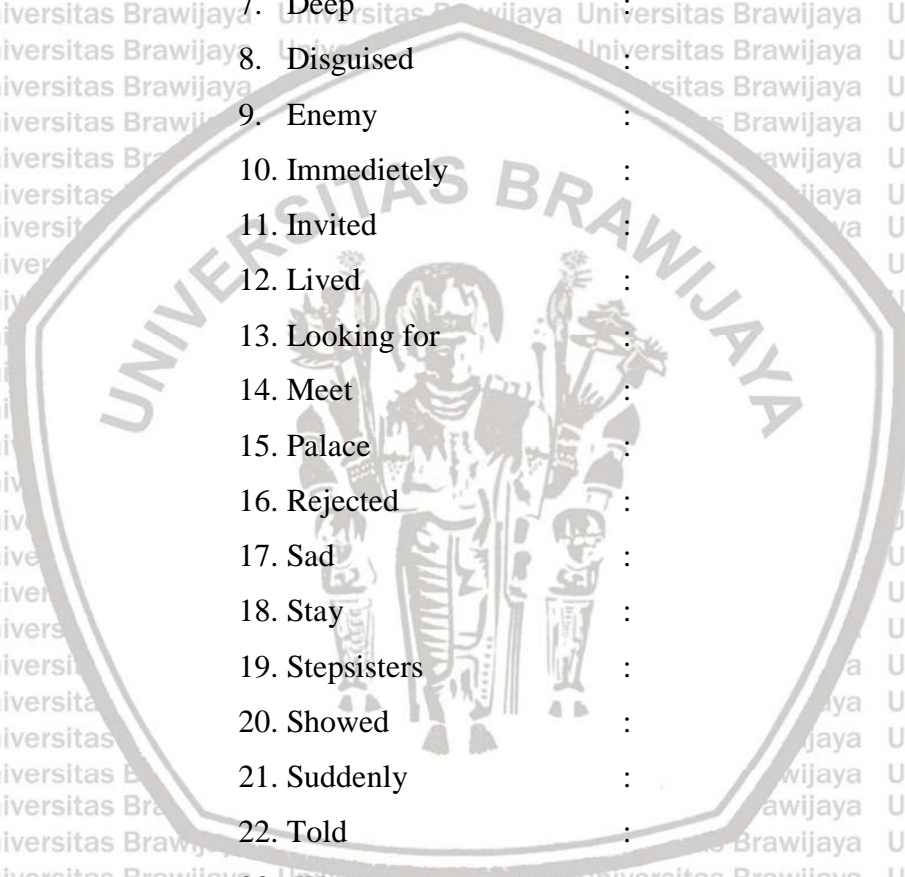 7. Deep :
8. Disguised :
9. Enemy :
10. Immedietely :
11. Invited :
12. Lived :
13. Looking for :
14. Meet :
15. Palace :
16. Rejected :
17. Sad :
18. Stay :
19. Stepsisters :
20. Showed :
21. Suddenly :
22. Told :
UNIVERSITAS BRAWIJAYA